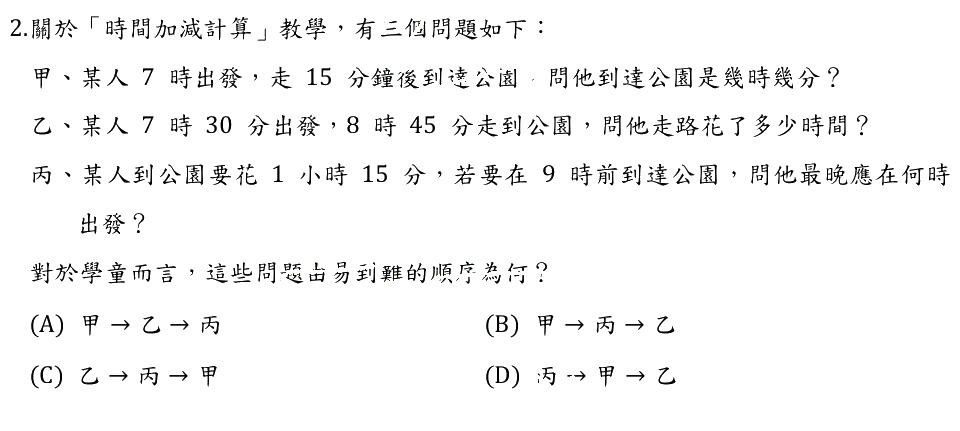 2.關於「時間加減計算」教學，有三個問題如下：
甲、某人 7 時出發，走 15 分鐘後到達公園，問他到達公園是幾時幾分？
乙、某人 7 時 30 分出發，8 時 45 分走到公園，問他走路花了多少時間？
丙、某人到公園要花 1 小時 15 分，若要在 9 時前到達公園，問他最晚應在何時
出發？
對於學童而言，這些問題由易到難的順序為何？
(A) 甲→乙→丙 (B) 甲→丙→乙
(C) 乙→丙→甲 (D) 丙→甲→乙